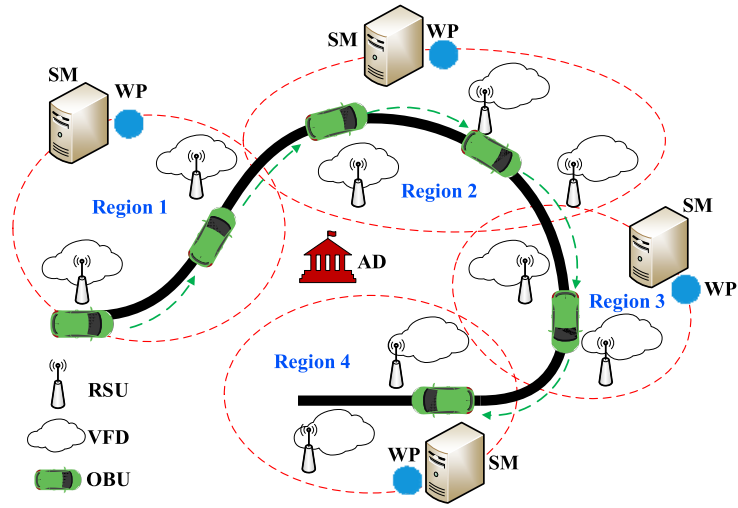 SM
WP
SM
WP
Region 1
Region 2
SM
AD
Region 3
WP
Region 4
RSU
VFD
WP
SM
OBU